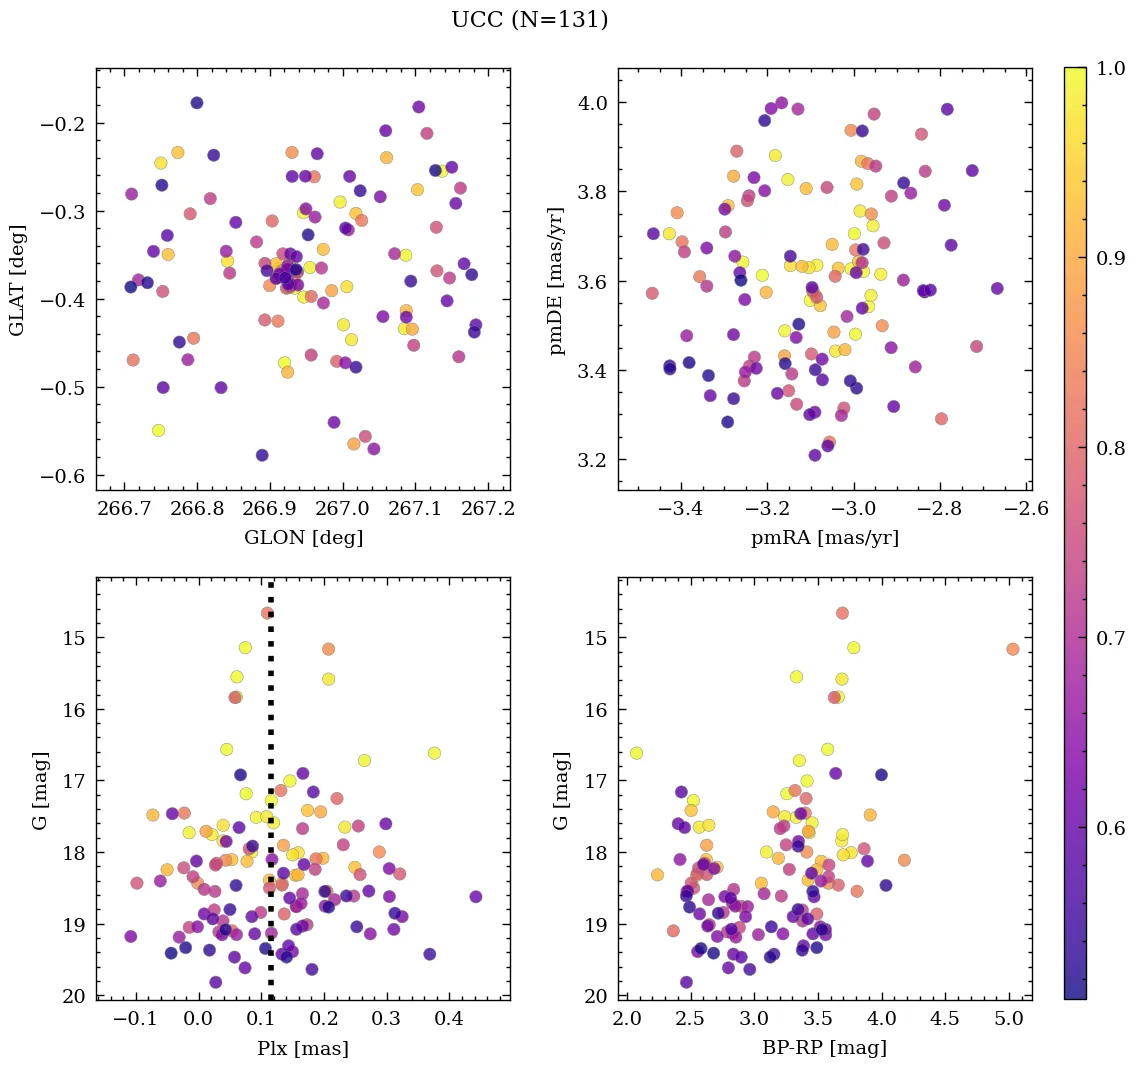 UCC (N=131)
−0.2
−0.3
−0.4
−0.5
−0.6
GLAT [deg]
266.7 266.8 266.9 267.0 267.1 267.2
GLON [deg]
4.0
3.8
3.6
3.4
3.2
pmDE [mas/yr]
−3.4 −3.2 −3.0 −2.8 −2.6
pmRA [mas/yr]
15
16
17
18
19
20
G [mag]
−0.1 0.0 0.1 0.2 0.3 0.4
Plx [mas]
15
16
17
18
19
20
G [mag]
2.0 2.5 3.0 3.5 4.0 4.5 5.0
BP-RP [mag]
1.0
0.9
0.8
0.7
0.6